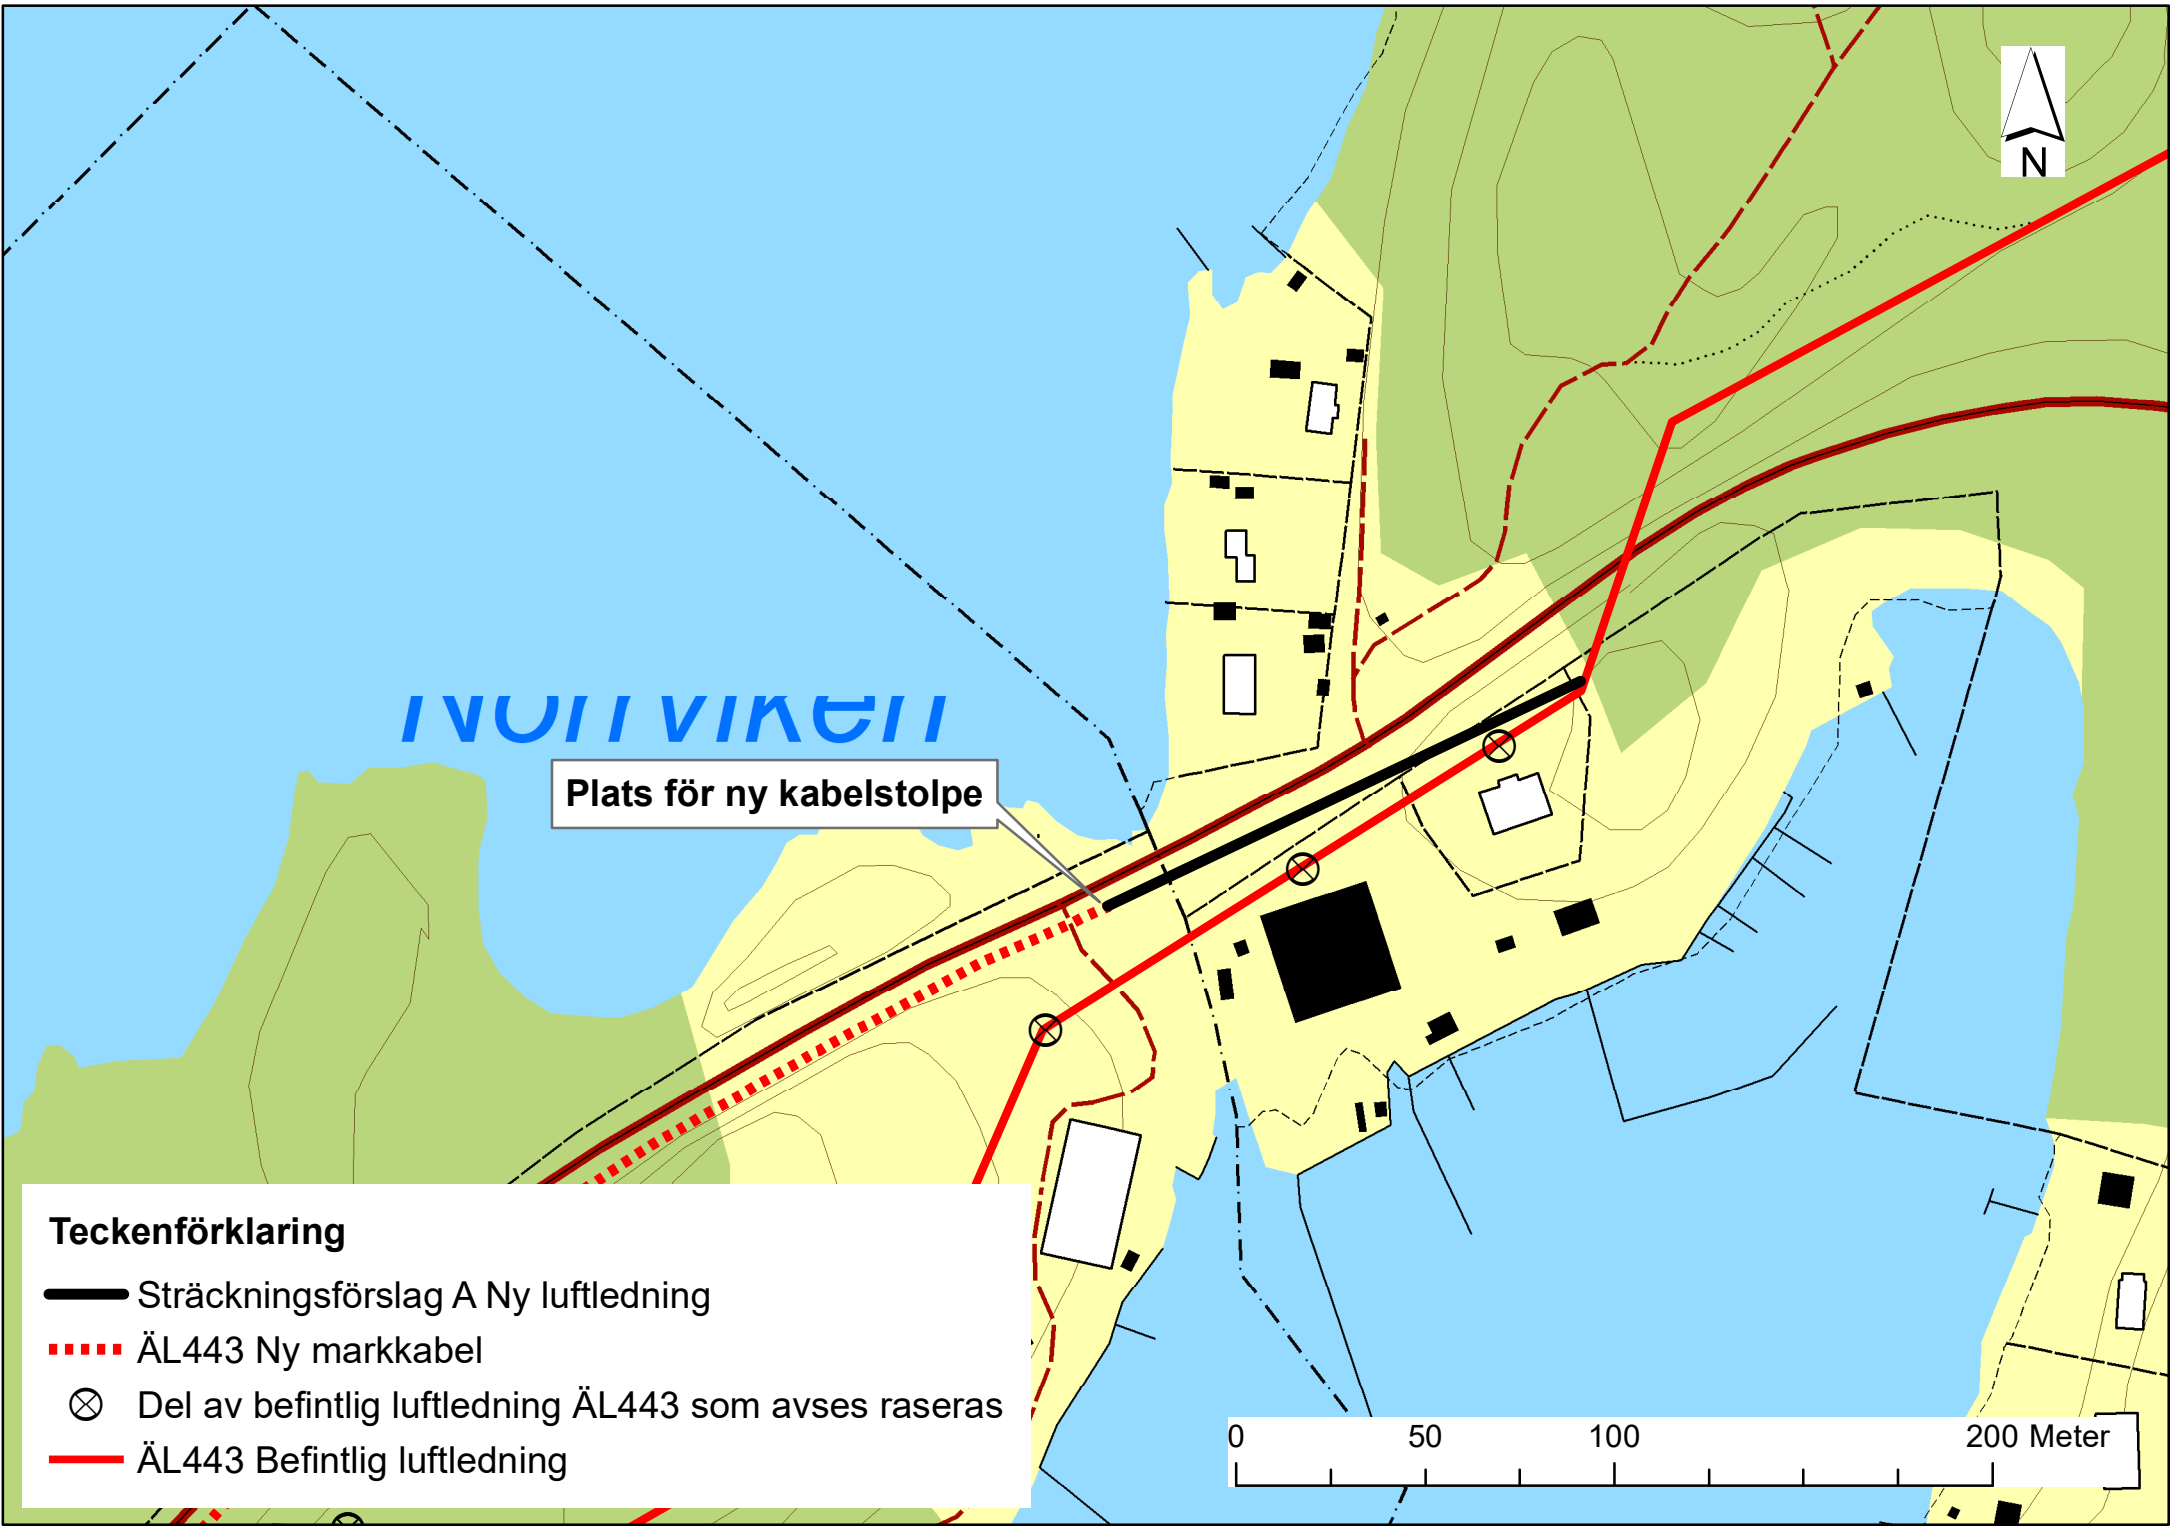 N
Norrviken
Plats för ny kabelstolpe
Teckenförklaring
Sträckningsförslag A Ny luftledning
ÄL443 Ny markkabel
Del av befintlig luftledning ÄL443 som avses raseras
ÄL443 Befintlig luftledning
0 50 100 200 Meter